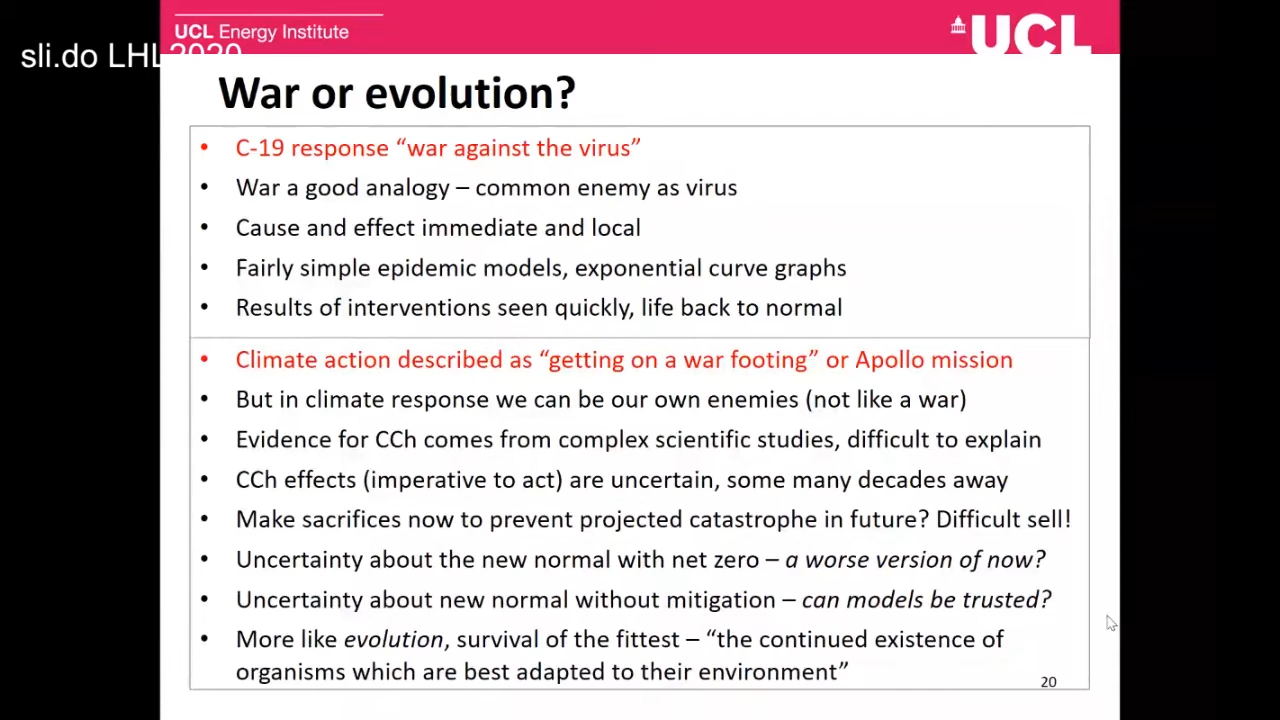 UCL Energy Institute
UCL
sli.do LHL 2020
War or evolution?
• C-19 response “war against the virus”
• War a good analogy – common enemy as virus
• Cause and effect immediate and local
• Fairly simple epidemic models, exponential curve graphs
• Results of interventions seen quickly, life back to normal
• Climate action described as “getting on a war footing” or Apollo mission
• But in climate response we can be our own enemies (not like a war)
• Evidence for CCh comes from complex scientific studies, difficult to explain
• CCh effects (imperative to act) are uncertain, some many decades away
• Make sacrifices now to prevent projected catastrophe in future? Difficult sell!
• Uncertainty about the new normal with net zero – a worse version of now?
• Uncertainty about new normal without mitigation – can models be trusted?
• More like evolution, survival of the fittest – “the continued existence of
organisms which are best adapted to their environment”
20